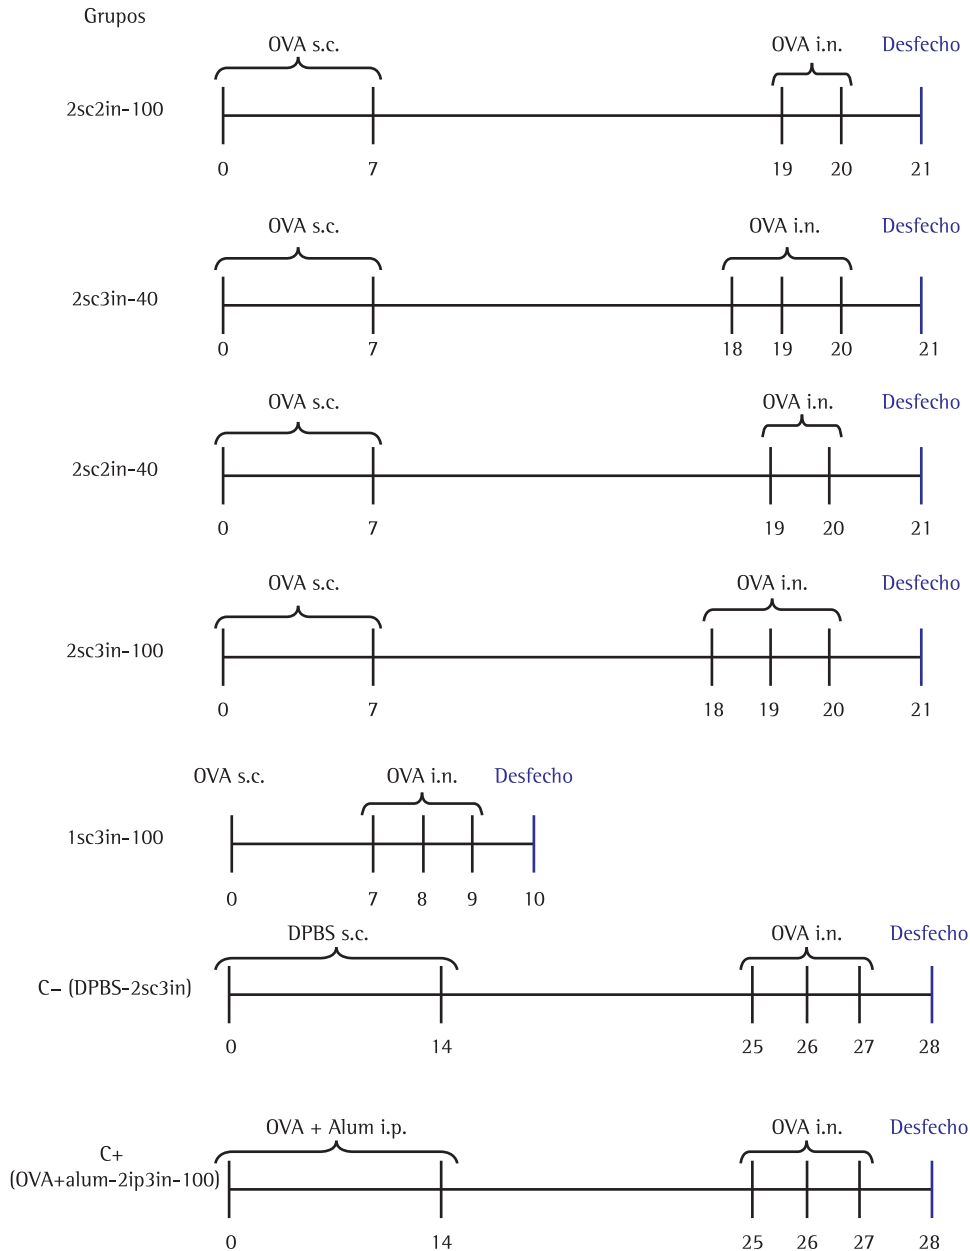 Grupos
OVA s.c. OVA i.n. Desfecho
2sc2in-100
0 7 19 20 21
OVA s.c. OVA i.n. Desfecho
2sc3in-40
0 7 18 19 20 21
OVA s.c. OVA i.n. Desfecho
2sc2in-40
0 7 19 20 21
OVA s.c. OVA i.n. Desfecho
2sc3in-100
0 7 18 19 20 21
OVA s.c. OVA i.n. Desfecho
1sc3in-100
0 7 8 9 10
DPBS s.c. OVA i.n. Desfecho
C– (DPBS-2sc3in)
0 14 25 26 27 28
OVA + Alum i.p. OVA i.n. Desfecho
C+
(OVA+alum-2ip3in-100)
0 14 25 26 27 28